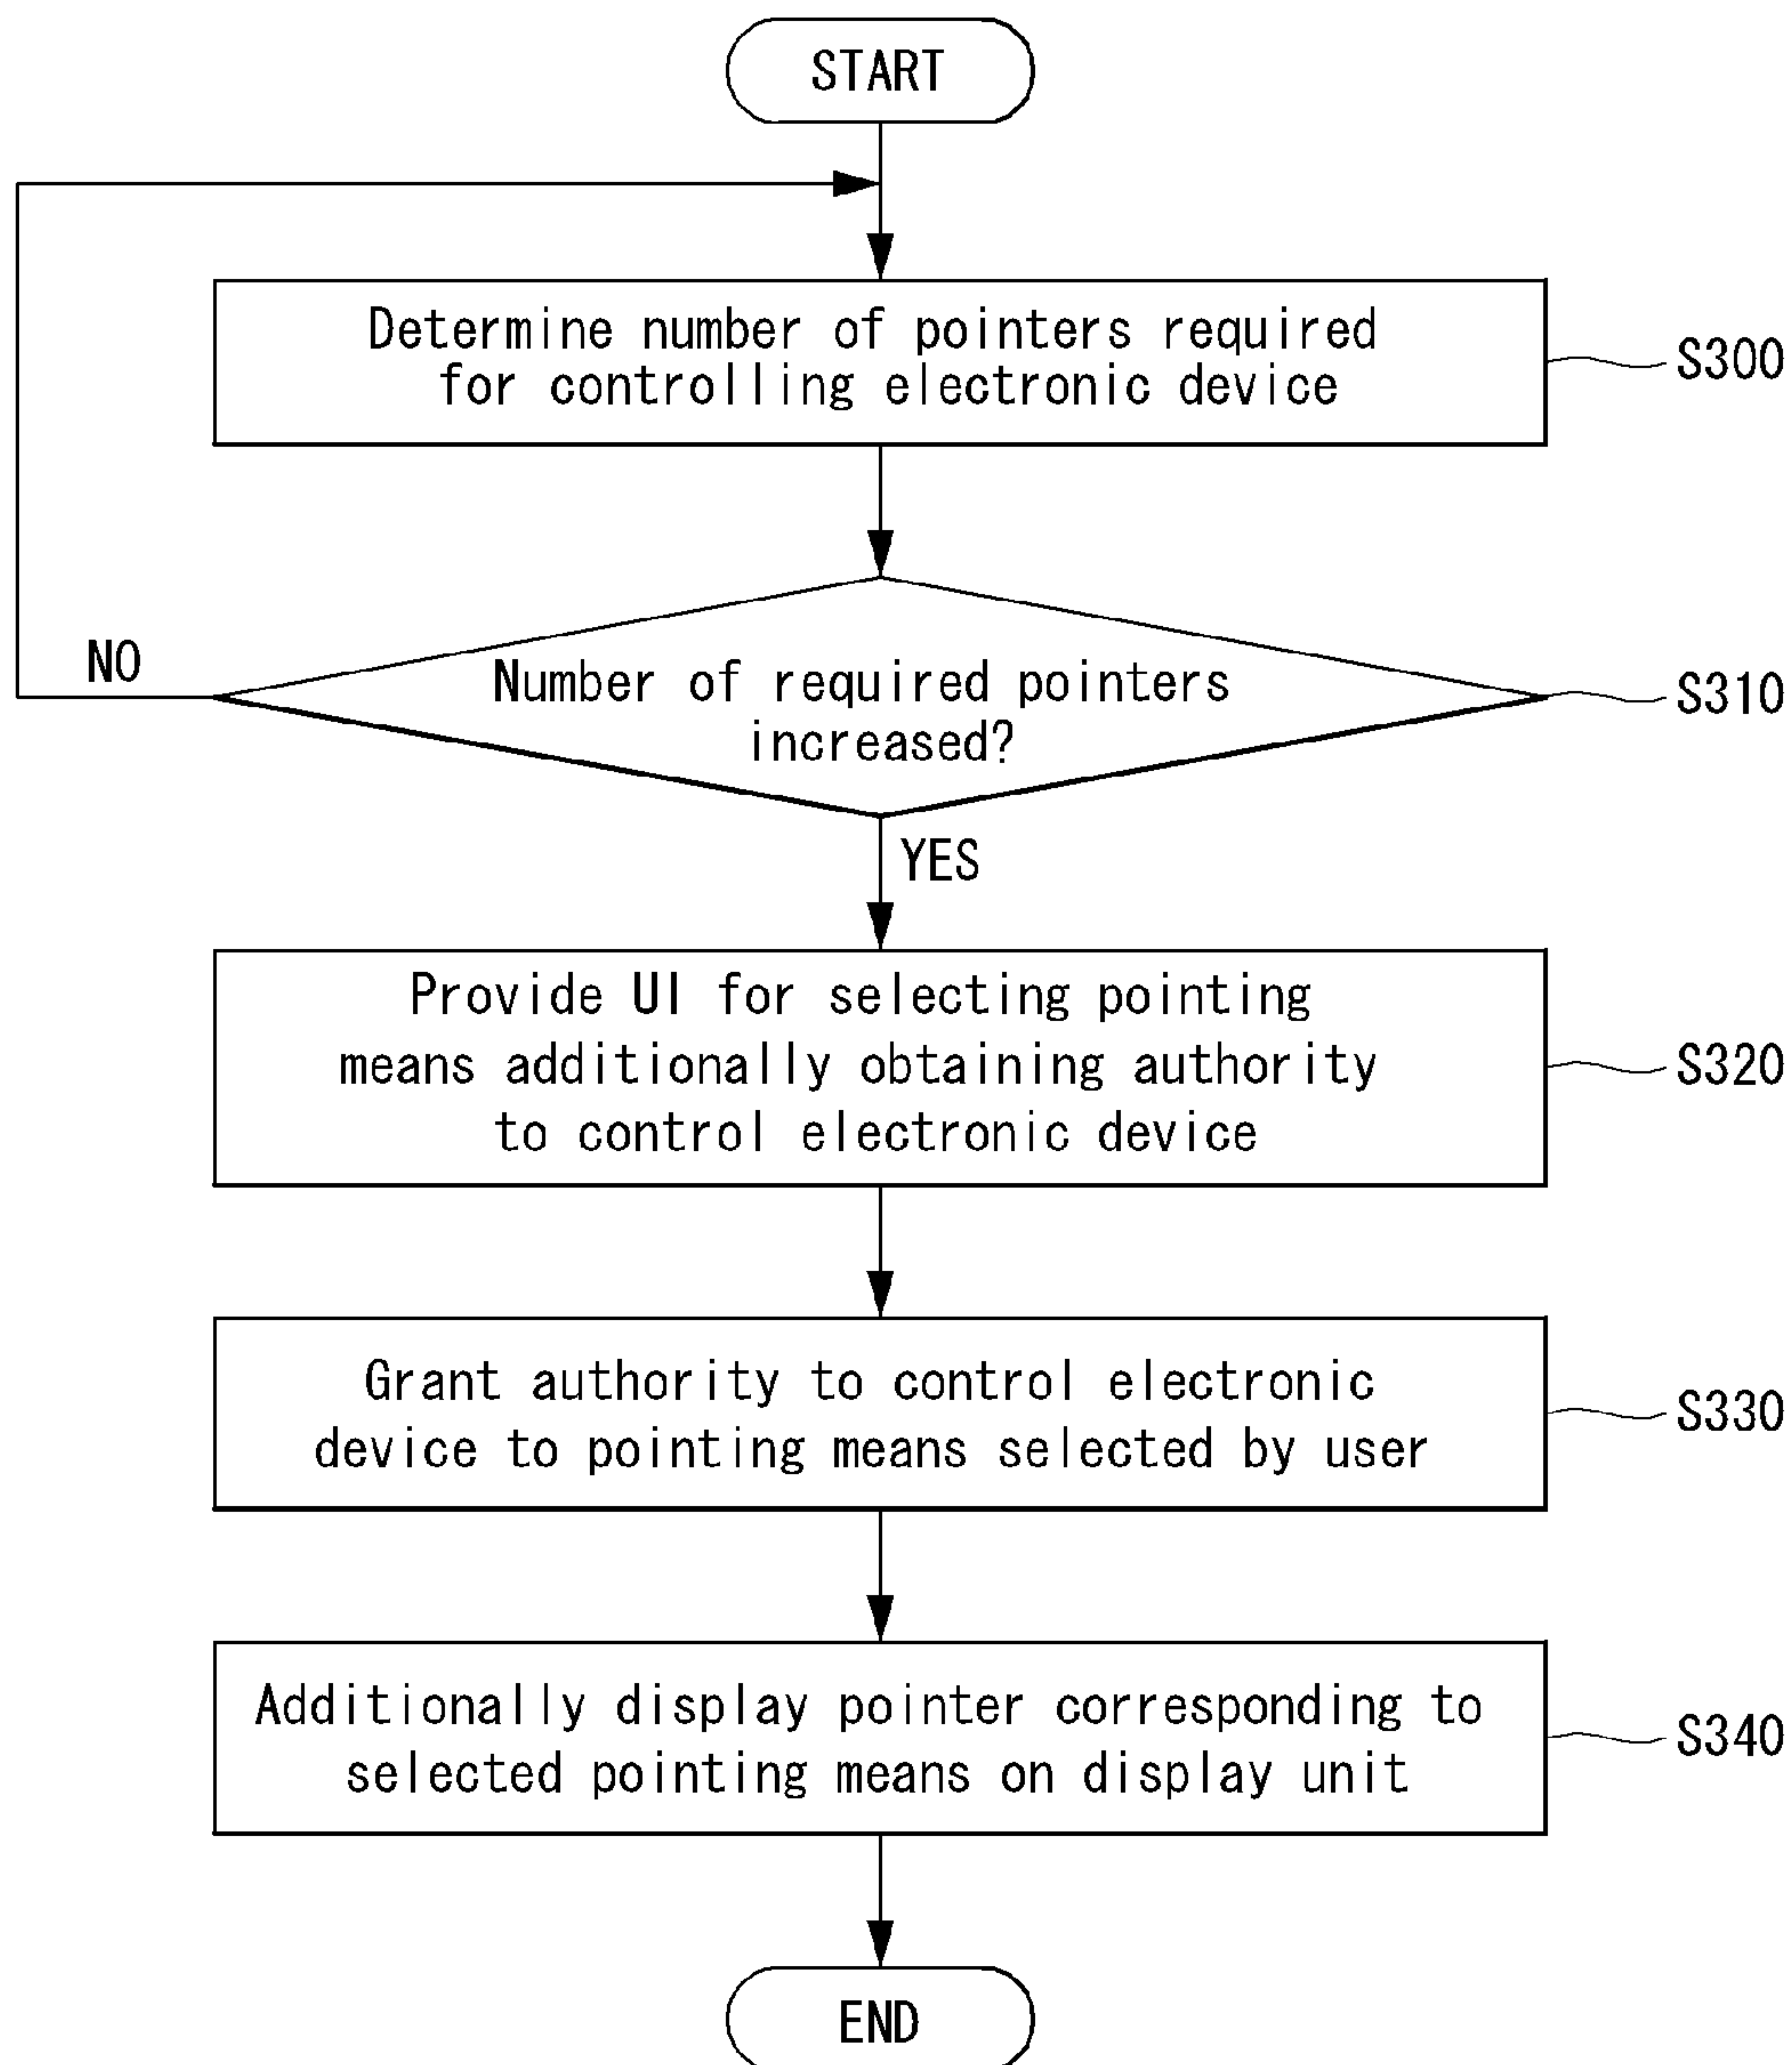 START
Determine number of pointers required
for controlling electronic device
S300
NO
Number of required pointers
increased?
S310
YES
Provide UI for selecting pointing
means additionally obtaining authority
to control electronic device
S320
Grant authority to control electronic
device to pointing means selected by user
S330
Additionally display pointer corresponding to
selected pointing means on display unit
S340
END